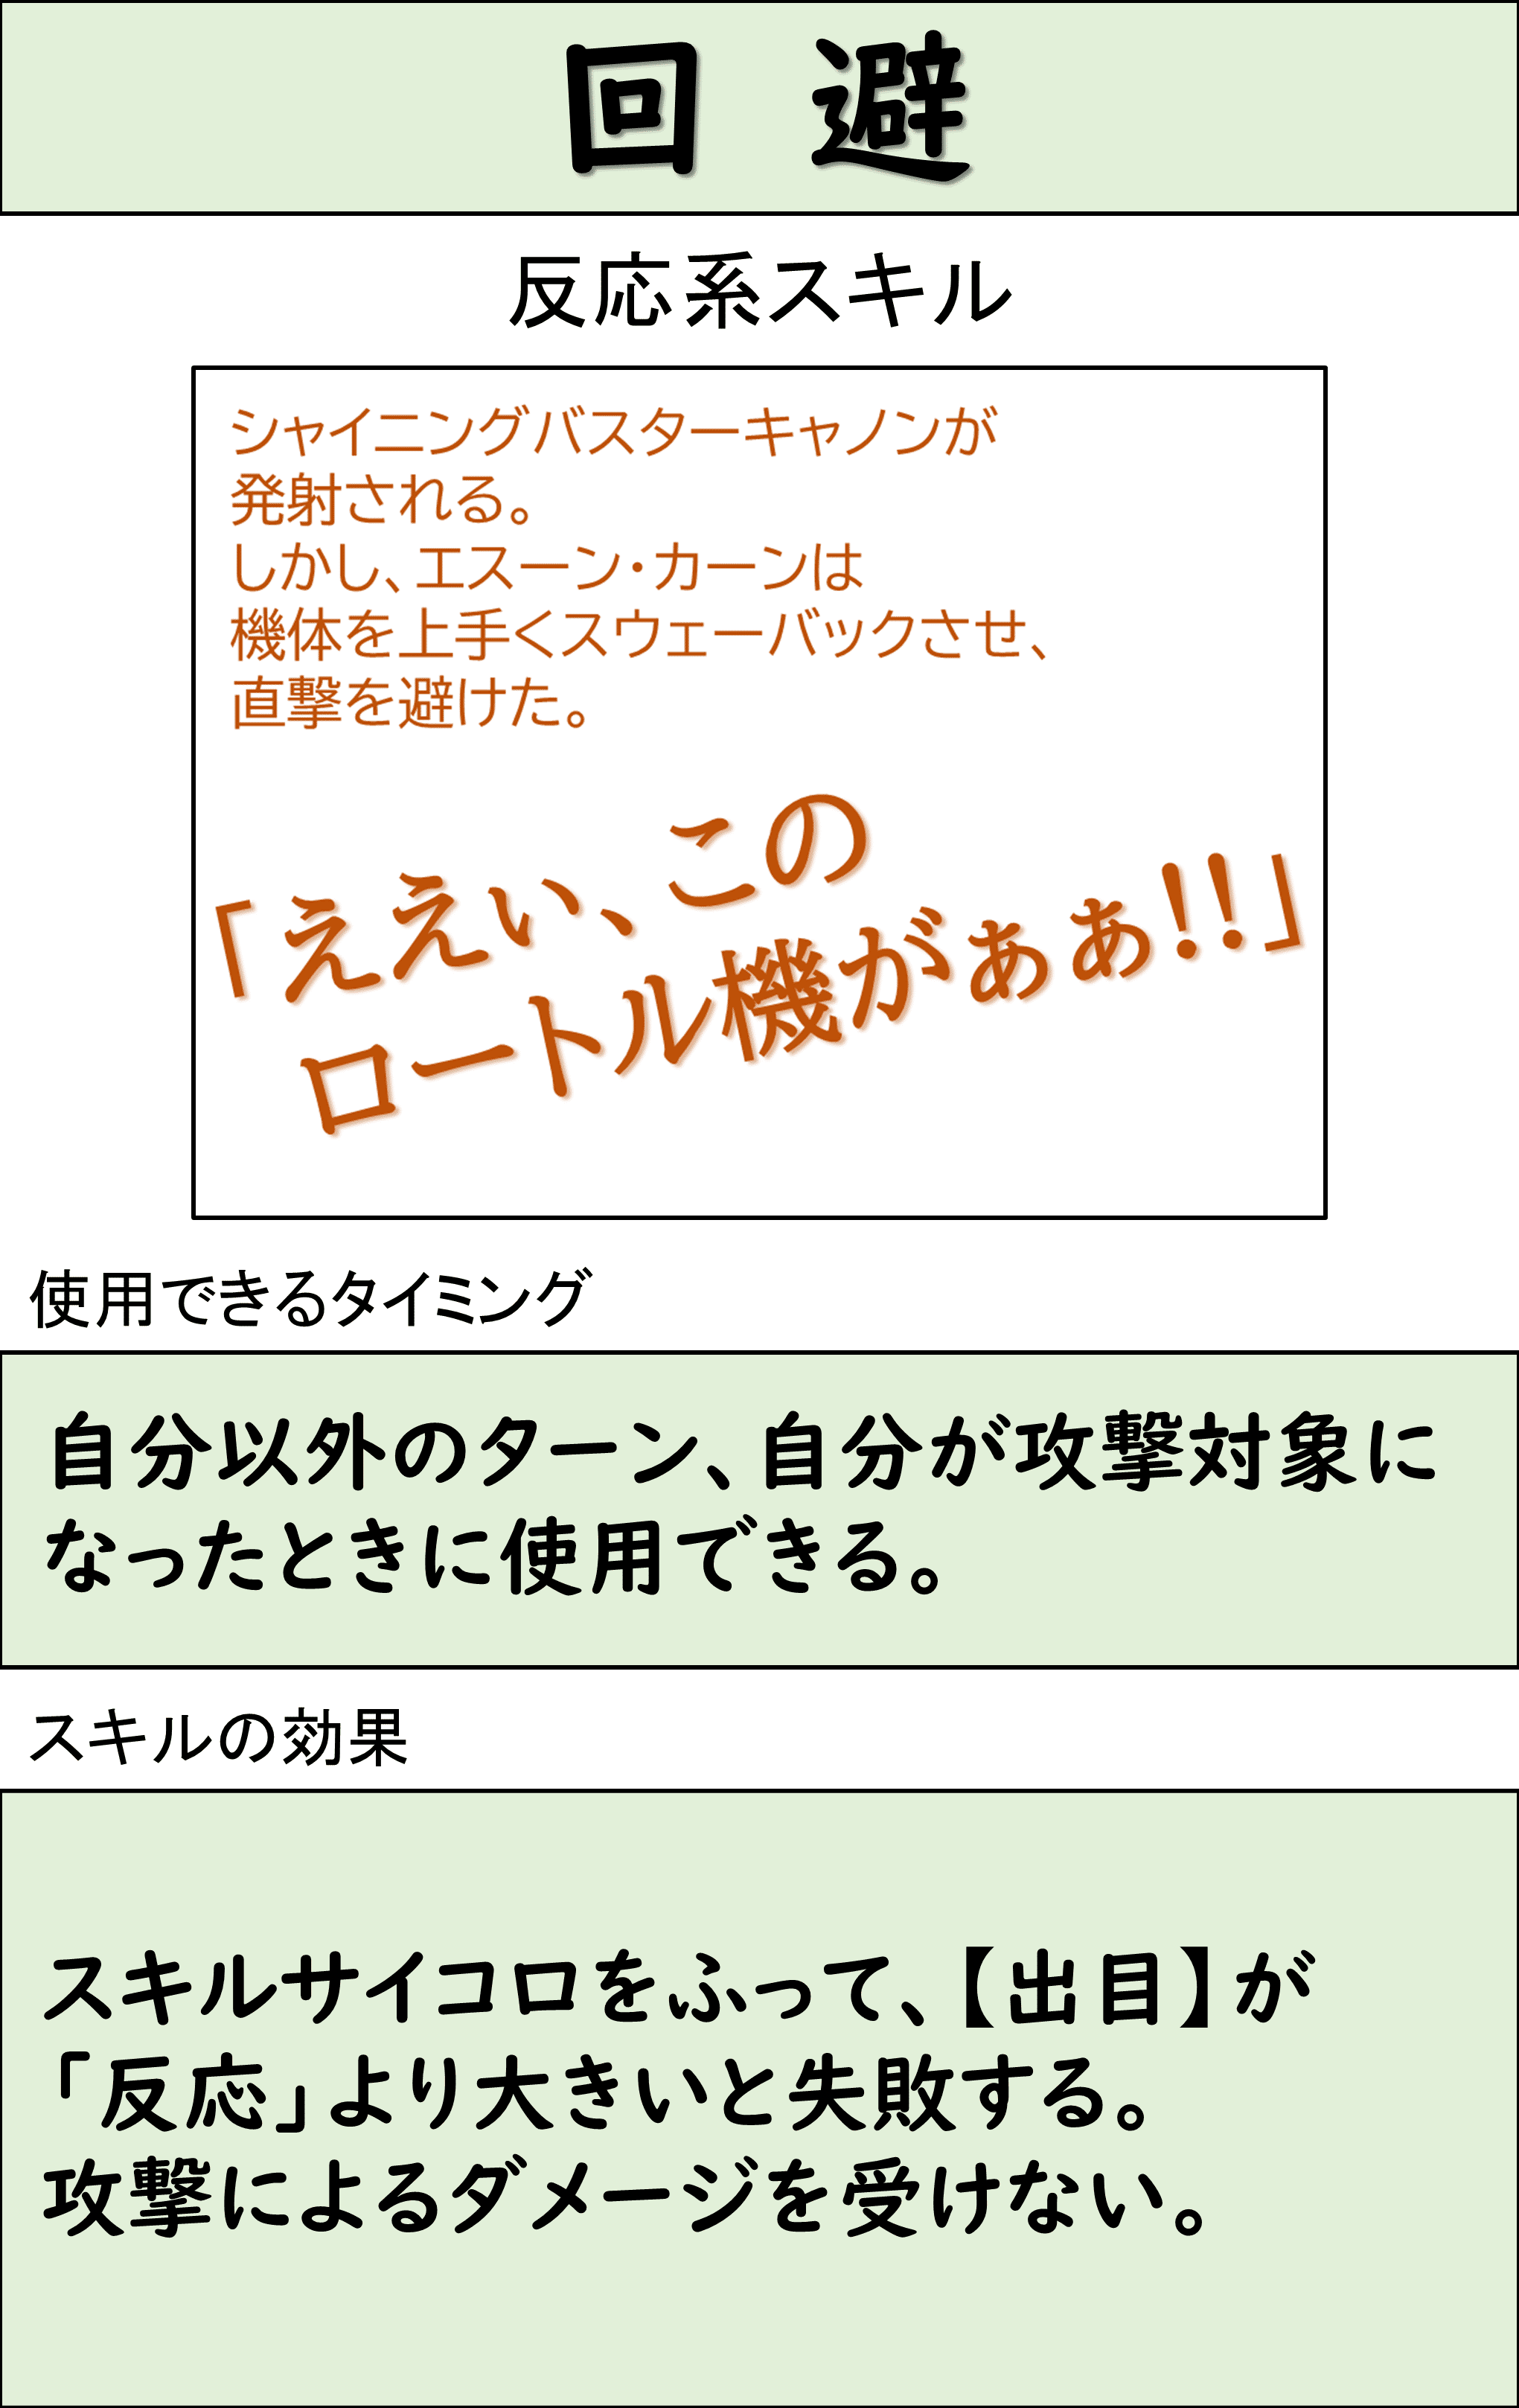 回避
反応系スキル
シャイニングバスターキャノンが
発射される。
しかし、エスーン・カーンは
機体を上手くスウェーバックさせ、
直撃を避けた。
「ええぃ、この
ロートル機がぁぁ!!」
使用できるタイミング
自分以外のターン、自分が攻撃対象に
なったときに使用できる。
スキルの効果
スキルサイコロをふって、【出目】が
「反応」より大きいと失敗する。
攻撃によるダメージを受けない。